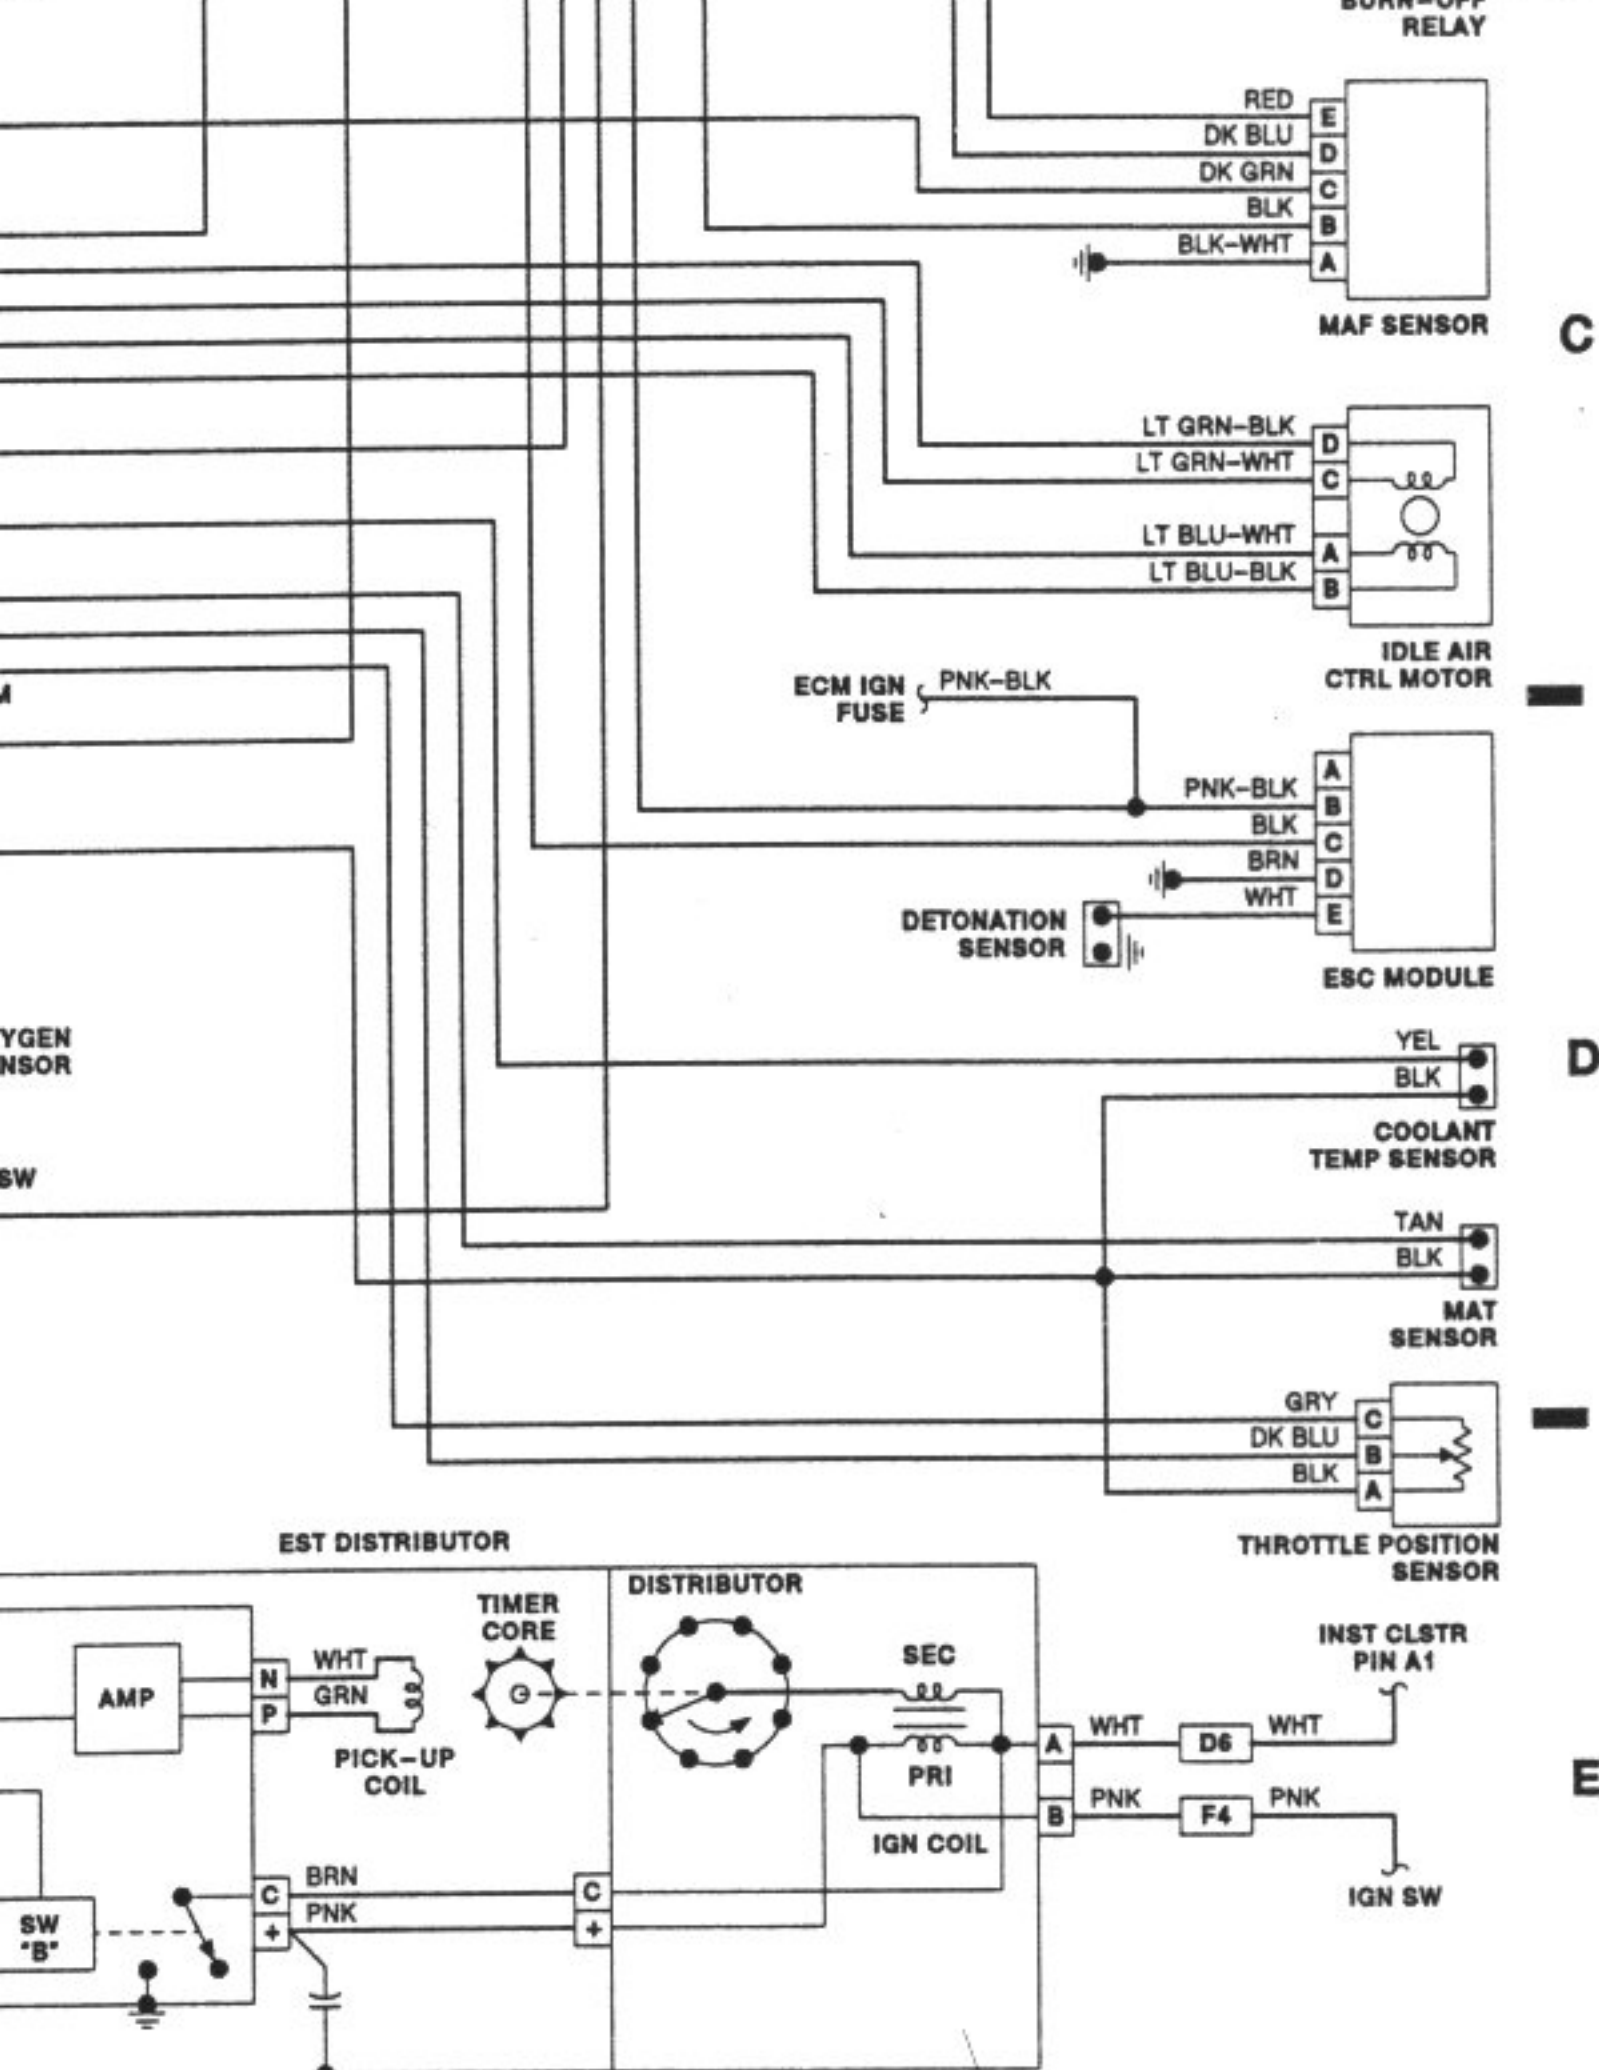 RELAY
RED
E
DK BLU
D
DK GRN
C
BLK
B
BLK-WHT
A
MAF SENSOR
C
LT GRN-BLK
D
LT GRN-WHT
C
LT BLU-WHT
A
LT BLU-BLK
B
IDLE AIR
CTRL MOTOR
ECM IGN
FUSE
PNK-BLK
M
A
PNK-BLK
B
BLK
C
BRN
D
WHT
E
DETONATION
SENSOR
ESC MODULE
YGEN
NSOR
YEL
BLK
D
COOLANT
TEMP SENSOR
SW
TAN
BLK
MAT
SENSOR
GRY
C
DK BLU
B
BLK
A
THROTTLE POSITION
SENSOR
EST DISTRIBUTOR
DISTRIBUTOR
TIMER
CORE
SEC
INST CLSTR
PIN A1
AMP
N
WHT
P
GRN
PICK-UP
COIL
PRI
IGN COIL
A
WHT
D6
WHT
B
PNK
F4
PNK
IGN SW
E
C
BRN
C
+
PNK
+
SW
"B"